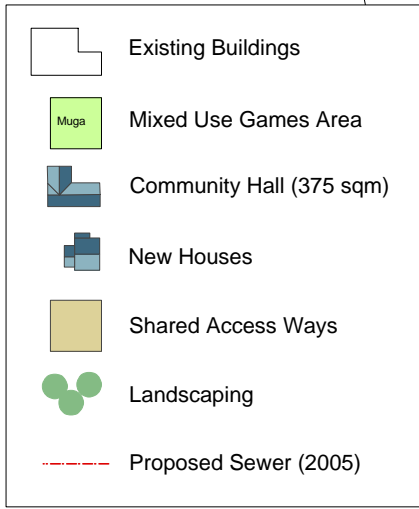 Existing Buildings
Muga Mixed Use Games Area
Community Hall (375 sqm)
New Houses
Shared Access Ways
Landscaping
Proposed Sewer (2005)